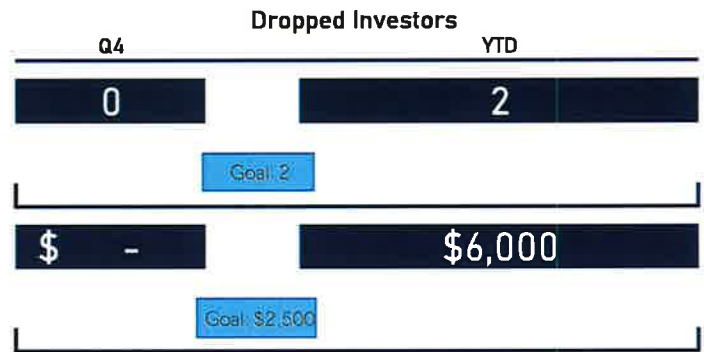 Dropped Investors
Q4 YTD
0 2
Goal: 2
$ - $6,000
Goal: $2,500